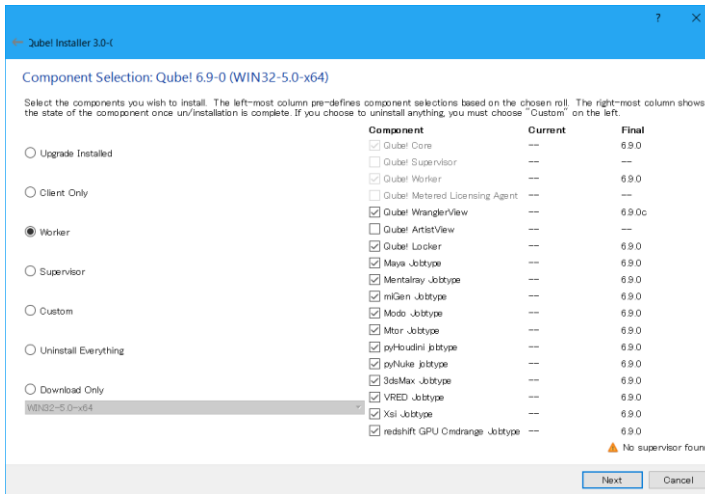 ?
Qube! Installer 3.0-0
Component Selection: Qube! 6.9-0 (WIN32-5.0-x64)
Select the components you wish to install. The left-most column pre-defines component selections based on the chosen roll. The right-most column shows
the state of the comoponent once un/installation is complete. If you choose to uninstall anything, you must choose "Custom" on the left.
Component Current Final
Upgrade Installed
Client Only
Worker
Supervisor
Custom
Uninstall Everything
Download Only
WIN32-5.0-x64
Qube! Core --- 6.9.0
Qube! Supervisor --- ---
Qube! Worker --- 6.9.0
Qube! Metered Licensing Agent --- ---
Qube! WranglerView --- 6.9.0c
Qube! ArtistView --- ---
Qube! Locker --- 6.9.0
Maya Jobtype --- 6.9.0
Mentalray Jobtype --- 6.9.0
miGen Jobtype --- 6.9.0
Modo Jobtype --- 6.9.0
Mtor Jobtype --- 6.9.0
pyHoudini jobtype --- 6.9.0
pyNuke jobtype --- 6.9.0
3dsMax Jobtype --- 6.9.0
VRED Jobtype --- 6.9.0
Xsi Jobtype --- 6.9.0
redshift GPU Cmdrange Jobtype --- 6.9.0
No supervisor foun
Next Cancel